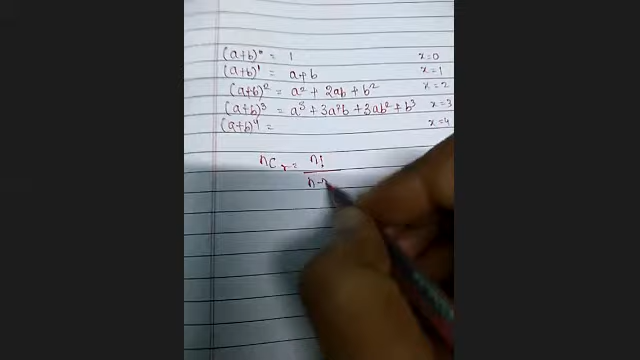 (a+b)⁰ = 1 x=0
(a+b)¹ = a+b x=1
(a+b)² = a² + 2ab + b² x=2
(a+b)³ = a³ + 3a²b + 3ab² + b³ x=3
(a+b)⁴ = x=4
nCr = n!
n-r